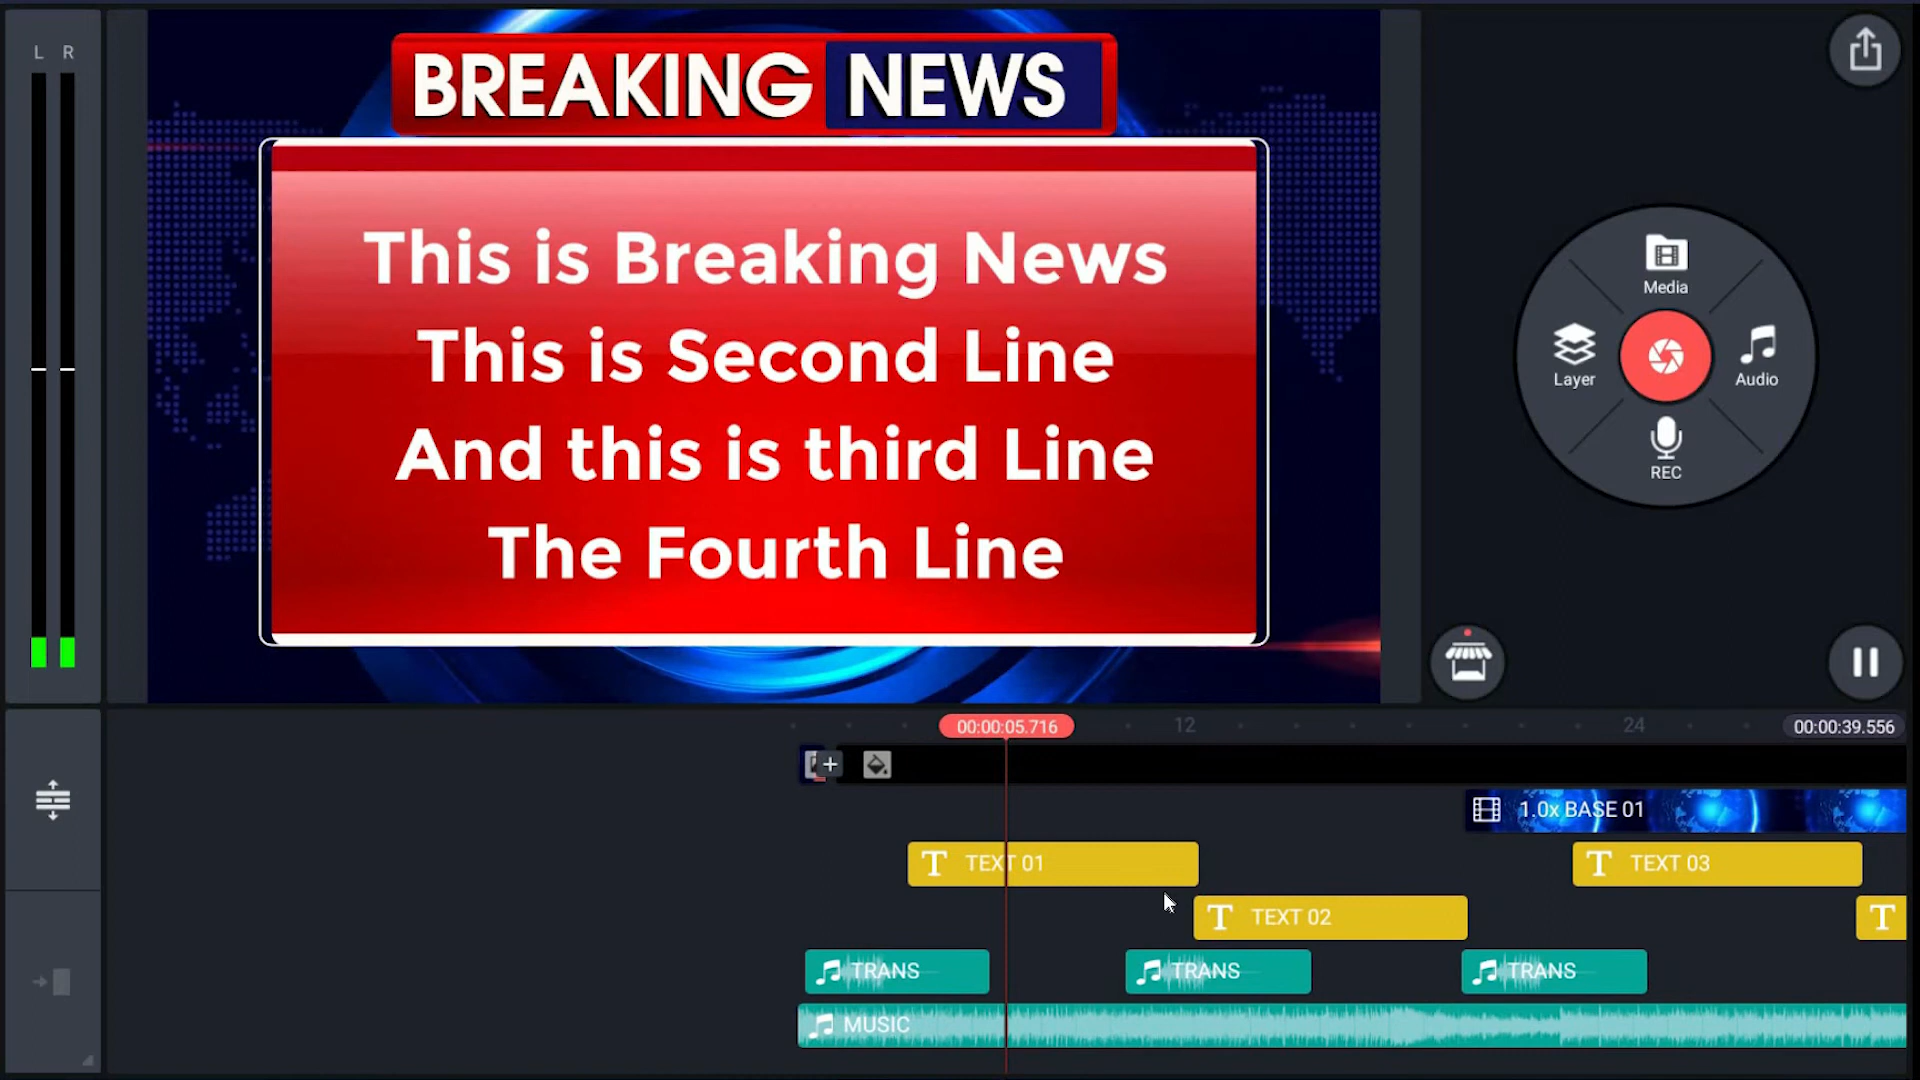 L R
BREAKING NEWS
This is Breaking News
This is Second Line
And this is third Line
The Fourth Line
Media
Layer
Audio
REC
00:00:05.716
12
24
00:00:39.556
1.0x BASE 01
T TEXT 01
T TEXT 03
T TEXT 02
T
TRANS
TRANS
TRANS
MUSIC